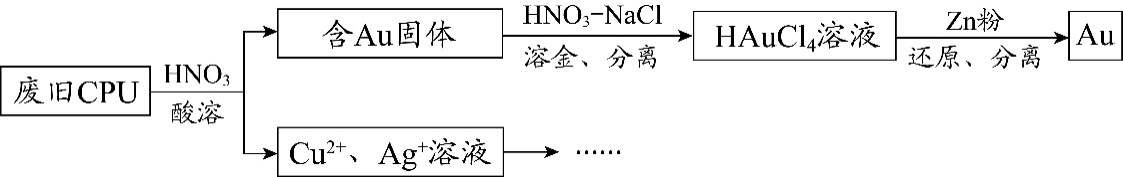 废旧CPU
HNO₃
酸溶
含Au固体
HNO₃-NaCl
溶金、分离
HAuCl₄溶液
Zn粉
还原、分离
Au
Cu²⁺、Ag⁺溶液
……